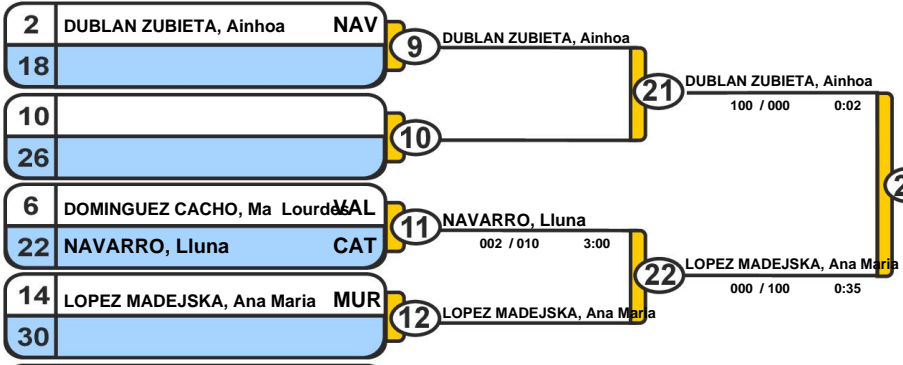 2 DUBLAN ZUBIETA, Ainhoa NAV
18
9 DUBLAN ZUBIETA, Ainhoa
21 DUBLAN ZUBIETA, Ainhoa
100 / 000 0:02
10
26
10
6 DOMINGUEZ CACHO, Ma Lourdes VAL
22 NAVARRO, Lluna CAT
11 NAVARRO, Lluna
002 / 010 3:00
22 LOPEZ MADEJSKA, Ana Maria
000 / 100 0:35
14 LOPEZ MADEJSKA, Ana Maria MUR
30
12 LOPEZ MADEJSKA, Ana Maria